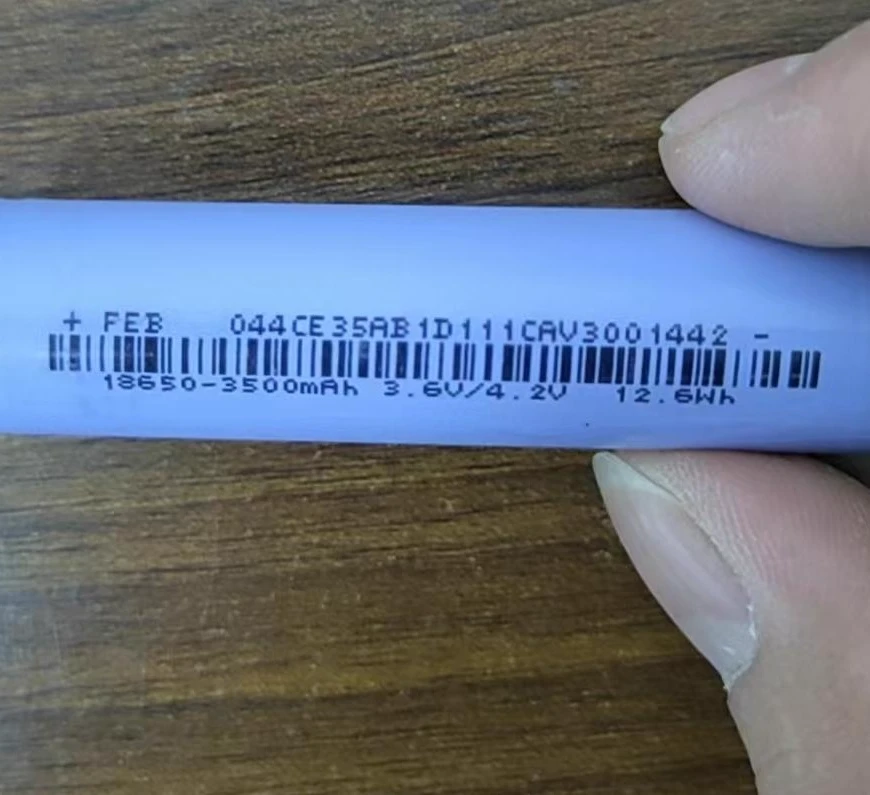 + FEB 044CE35AB1D111CAV3001442 -
18650-3500mAh 3.6V/4.2V 12.6Wh